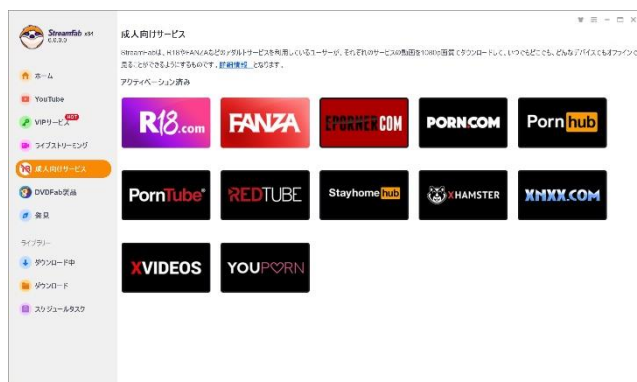 StreamFab x64
成人向けサービス
StreamFabは、R18やFANZAなどのアダルトサービスを利用しているユーザーが、それぞれのサービスの動画を1080p画質でダウンロードして、いつでもどこでも、どんなデバイスでもオフラインで
見ることができるようにするものです。詳細情報 となります。
アクティベーション済み
ホーム
YouTube
VIPサービス
HOT
ライブストリーミング
成人向けサービス
DVDFab製品
発見
ライブラリー
ダウンロード中
ダウンロード
スケジュールタスク
R18.com
FANZA
EPORNER.COM
PORN.COM
Pornhub
PornTube
REDTUBE
Stayhomehub
XHAMSTER
XNXX.COM
XVIDEOS
YOUPORN